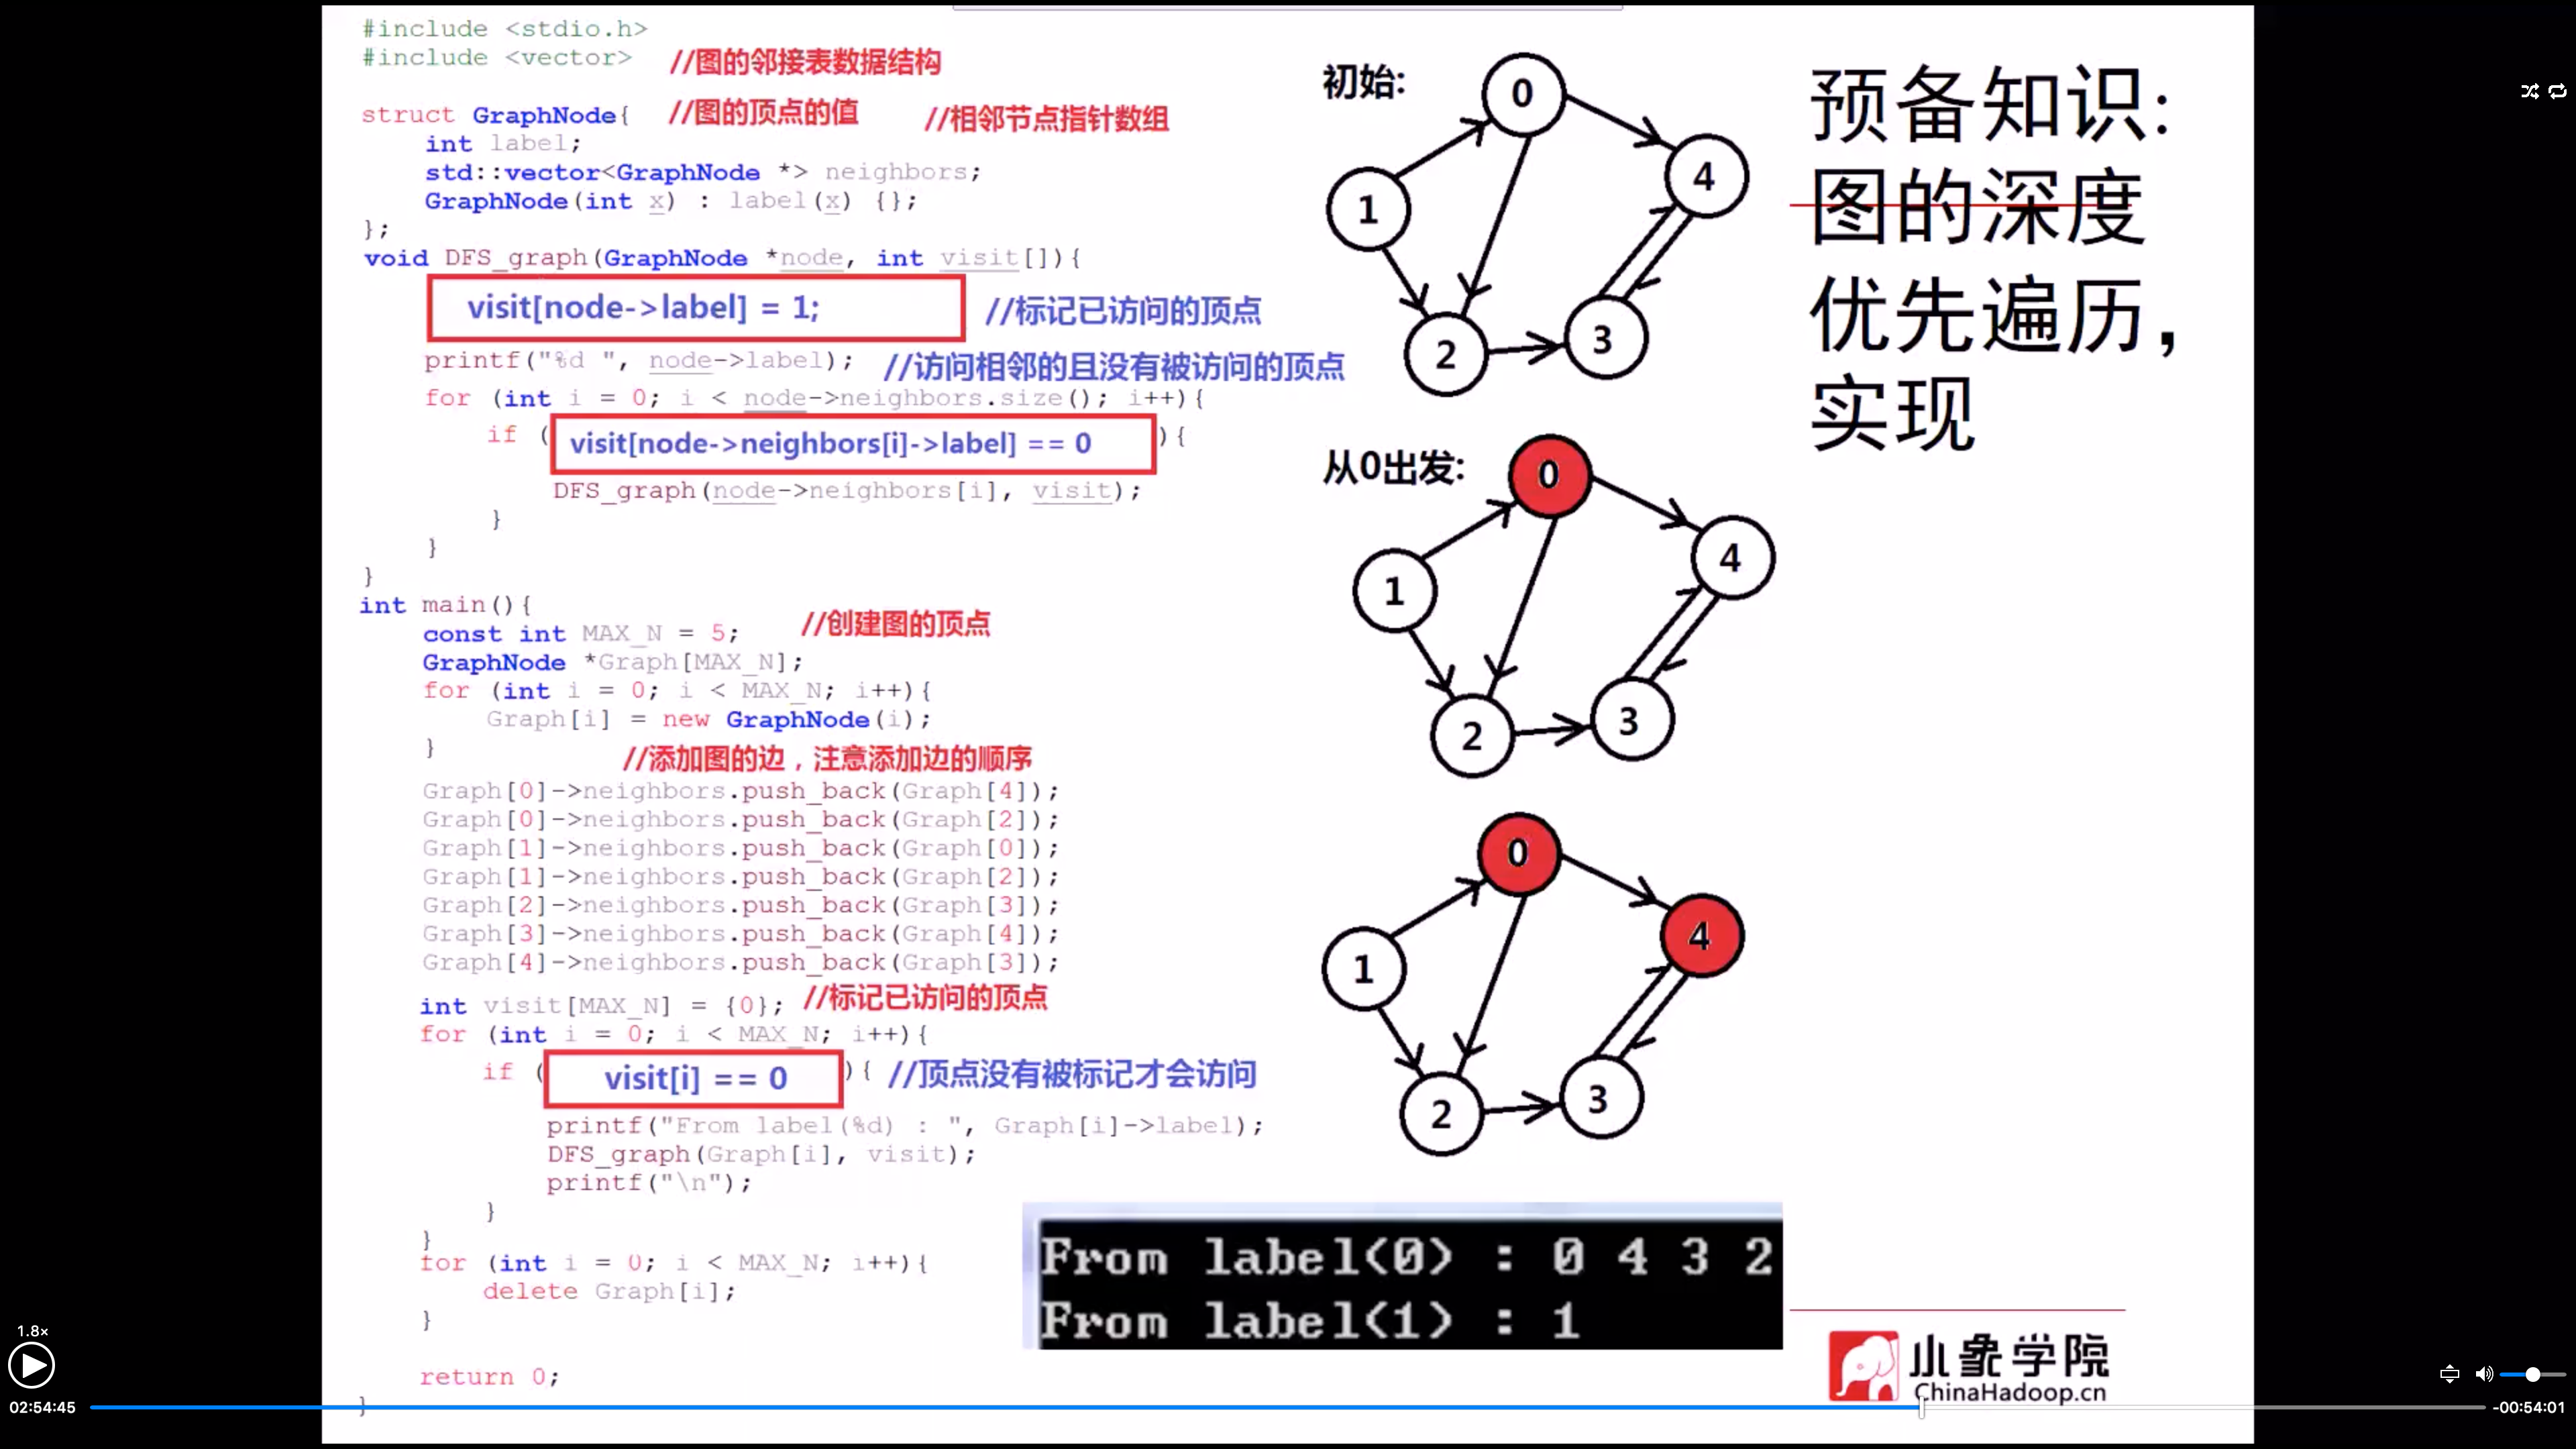 #include <stdio.h>
#include <vector>
//图的邻接表数据结构
struct GraphNode{
//图的顶点的值
//相邻节点指针数组
int label;
std::vector<GraphNode *> neighbors;
GraphNode(int x) : label(x) {};
};
void DFS_graph(GraphNode *node, int visit[]){
visit[node->label] = 1;
//标记已访问的顶点
printf("%d ", node->label);
//访问相邻的且没有被访问的顶点
for (int i = 0; i < node->neighbors.size(); i++){
if ( visit[node->neighbors[i]->label] == 0 ){
DFS_graph(node->neighbors[i], visit);
}
}
}
int main(){
const int MAX_N = 5;
//创建图的顶点
GraphNode *Graph[MAX_N];
for (int i = 0; i < MAX_N; i++){
Graph[i] = new GraphNode(i);
}
//添加图的边，注意添加边的顺序
Graph[0]->neighbors.push_back(Graph[4]);
Graph[0]->neighbors.push_back(Graph[2]);
Graph[1]->neighbors.push_back(Graph[0]);
Graph[1]->neighbors.push_back(Graph[2]);
Graph[2]->neighbors.push_back(Graph[3]);
Graph[3]->neighbors.push_back(Graph[4]);
Graph[4]->neighbors.push_back(Graph[3]);
int visit[MAX_N] = {0};
//标记已访问的顶点
for (int i = 0; i < MAX_N; i++){
if ( visit[i] == 0 ){
//顶点没有被标记才会访问
printf("From label(%d) : ", Graph[i]->label);
DFS_graph(Graph[i], visit);
printf("\n");
}
}
for (int i = 0; i < MAX_N; i++){
delete Graph[i];
}
return 0;
}
初始:
0
4
1
3
2
从0出发:
0
4
1
3
2
0
4
1
3
2
From label(0) : 0 4 3 2
From label(1) : 1
预备知识:
图的深度
优先遍历，
实现
小象学院
ChinaHadoop.cn
1.8×
02:54:45
-00:54:01